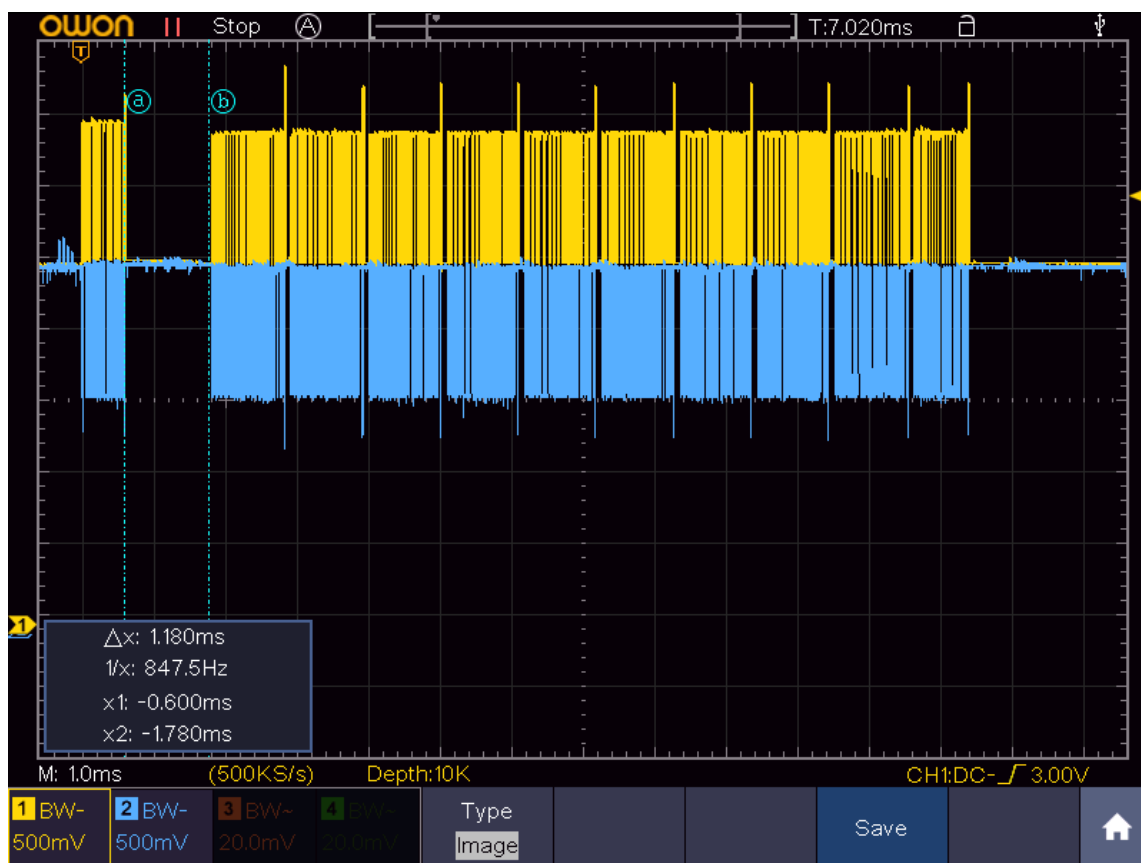 owon Stop A T:7.020ms
T
a b
1
△x: 1.180ms
1/x: 847.5Hz
x1: -0.600ms
x2: -1.780ms
M: 1.0ms (500KS/s) Depth:10K CH1:DC- 3.00V
1 BW- 2 BW- 3 BW~ 4 BW~
500mV 500mV 20.0mV 20.0mV
Type
Image
Save